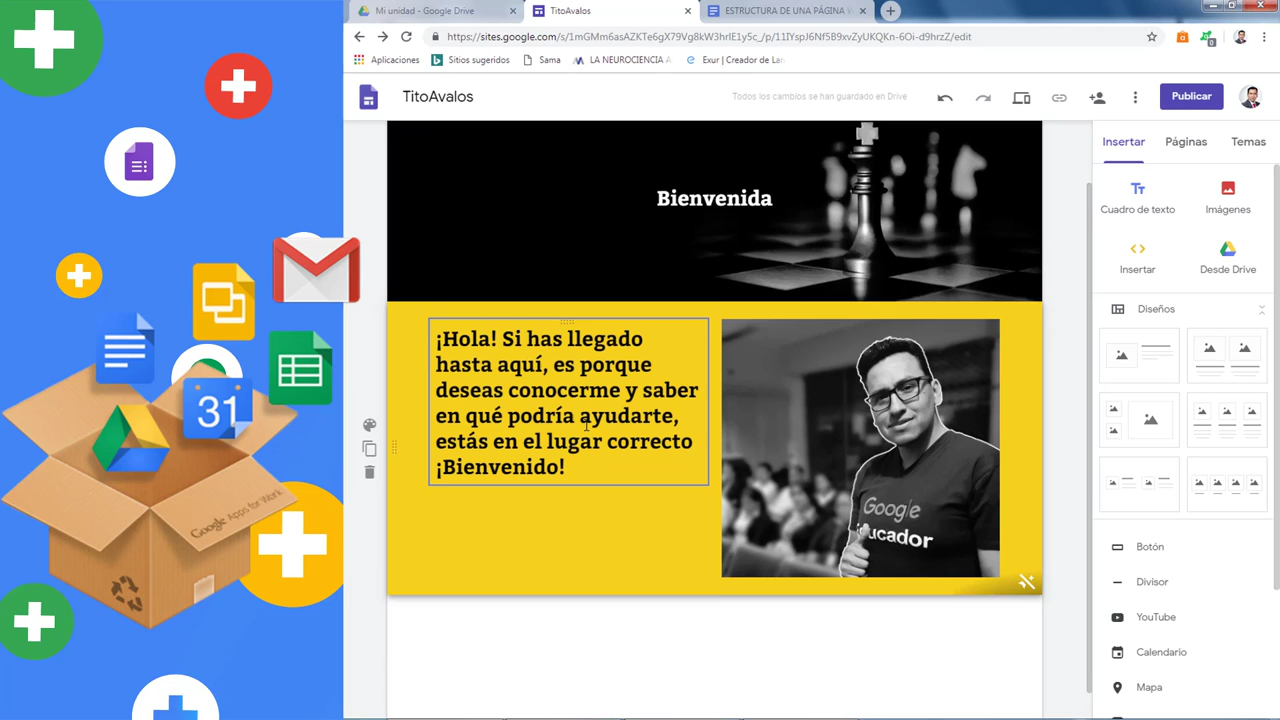 Mi unidad - Google Drive
TitoAvalos
ESTRUCTURA DE UNA PÁGINA W
https://sites.google.com/s/1mGMm6asAZKTe6gX79Vg8kW3hrIE1y5c_/p/11IYspJ6Nf5B9xvZyUKQKn-6Oi-d9hrzZ/edit
Aplicaciones
Sitios sugeridos
Sama
LA NEUROCIENCIA A
Exur | Creador de Lan
TitoAvalos
Todos los cambios se han guardado en Drive
Publicar
Insertar
Páginas
Temas
Cuadro de texto
Imágenes
Insertar
Desde Drive
Diseños
Botón
Divisor
YouTube
Calendario
Mapa
Bienvenida
¡Hola! Si has llegado
hasta aquí, es porque
deseas conocerme y saber
en qué podría ayudarte,
estás en el lugar correcto
¡Bienvenido!
Google
Educador
31
Google Apps for Work